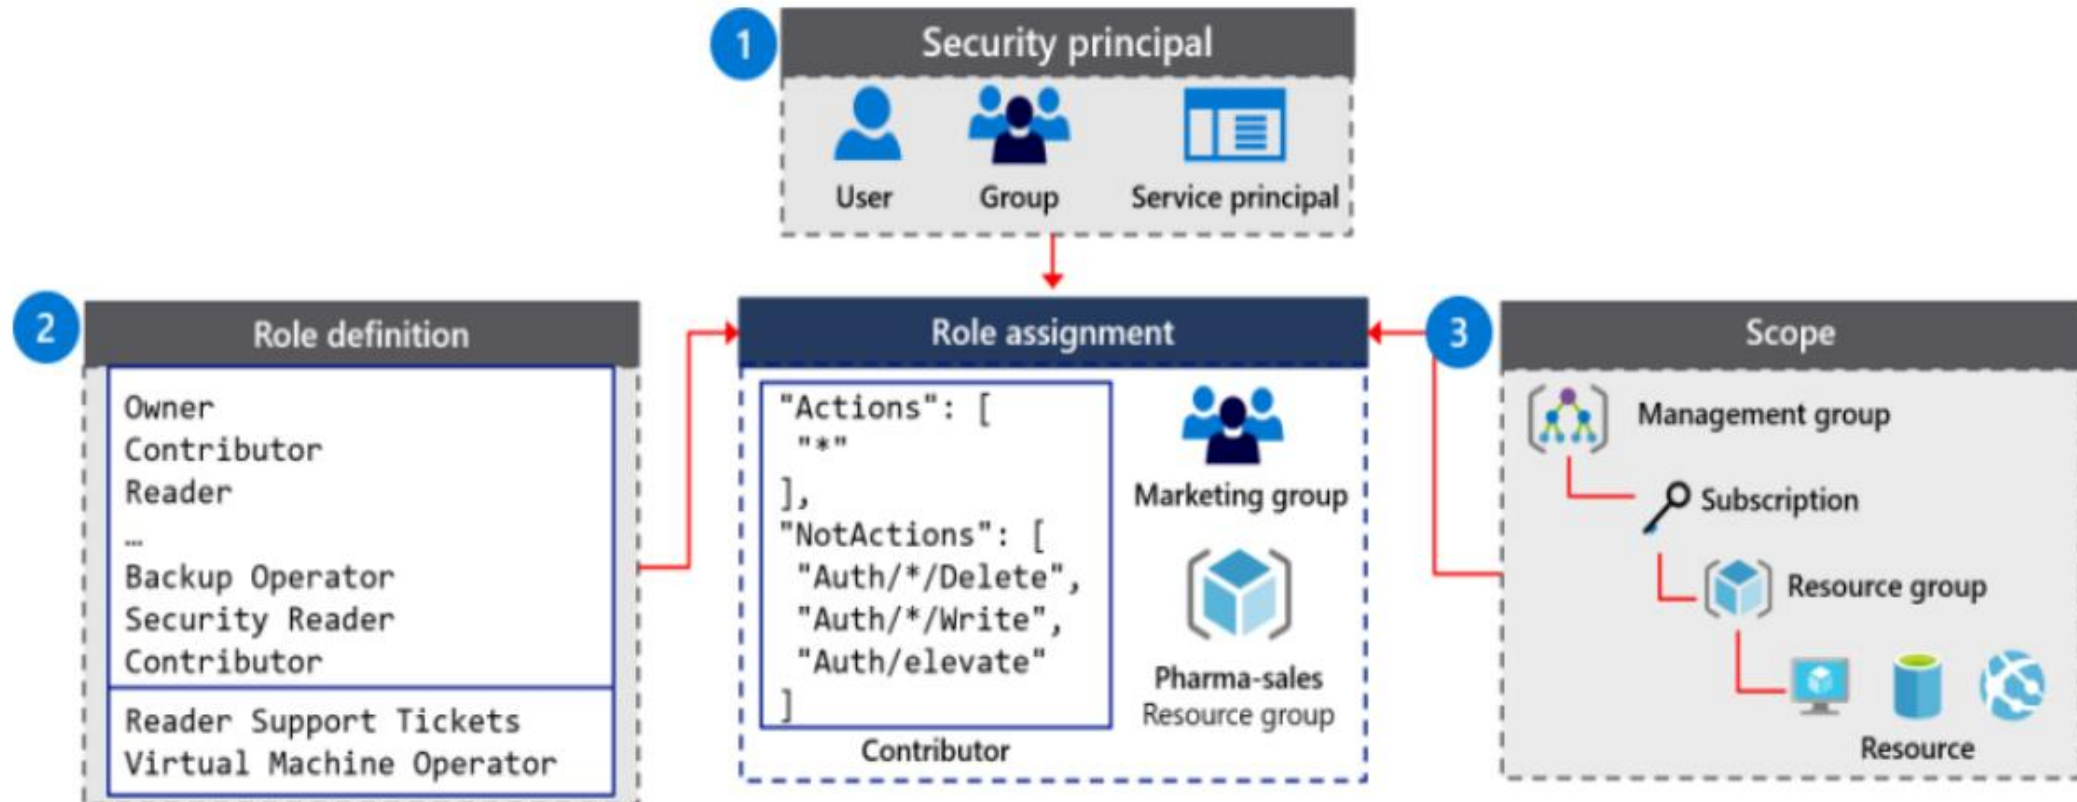 1
Security principal
User
Group
Service principal
2
Role definition
Owner
Contributor
Reader
…
Backup Operator
Security Reader
Contributor
Reader Support Tickets
Virtual Machine Operator
Role assignment
"Actions": [
"*"
],
"NotActions": [
"Auth/*/Delete",
"Auth/*/Write",
"Auth/elevate"
]
Contributor
Marketing group
Pharma-sales
Resource group
3
Scope
Management group
Subscription
Resource group
Resource